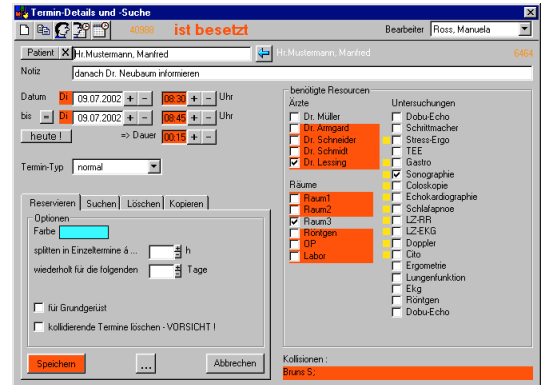 Termin-Details und -Suche
40998 ist besetzt Bearbeiter Ross, Manuela
Patient X Hr.Mustermann, Manfred Hr.Mustermann, Manfred 6464
Notiz danach Dr. Neubaum informieren
Datum Di 09.07.2002 + - 08:30 + - Uhr
bis = Di 09.07.2002 + - 08:45 + - Uhr
heute ! => Dauer 00:15 + -
Termin-Typ normal
Reservieren Suchen Löschen Kopieren
Optionen
Farbe
splitten in Einzeltermine á ... h
wiederholt für die folgenden Tage
für Grundgerüst
kollidierende Termine löschen - VORSICHT !
Speichern ... Abbrechen
benötigte Resourcen
Ärzte
Dr. Müller
Dr. Armgard
Dr. Schneider
Dr. Schmidt
Dr. Lessing
Räume
Raum1
Raum2
Raum3
Röntgen
OP
Labor
Untersuchungen
Dobu-Echo
Schrittmacher
Stress-Ergo
TEE
Gastro
Sonographie
Coloskopie
Echokardiographie
Schlafapnoe
LZ-RR
LZ-EKG
Doppler
Cito
Ergometrie
Lungenfunktion
Ekg
Röntgen
Dobu-Echo
Kollisionen :
Bruns S;